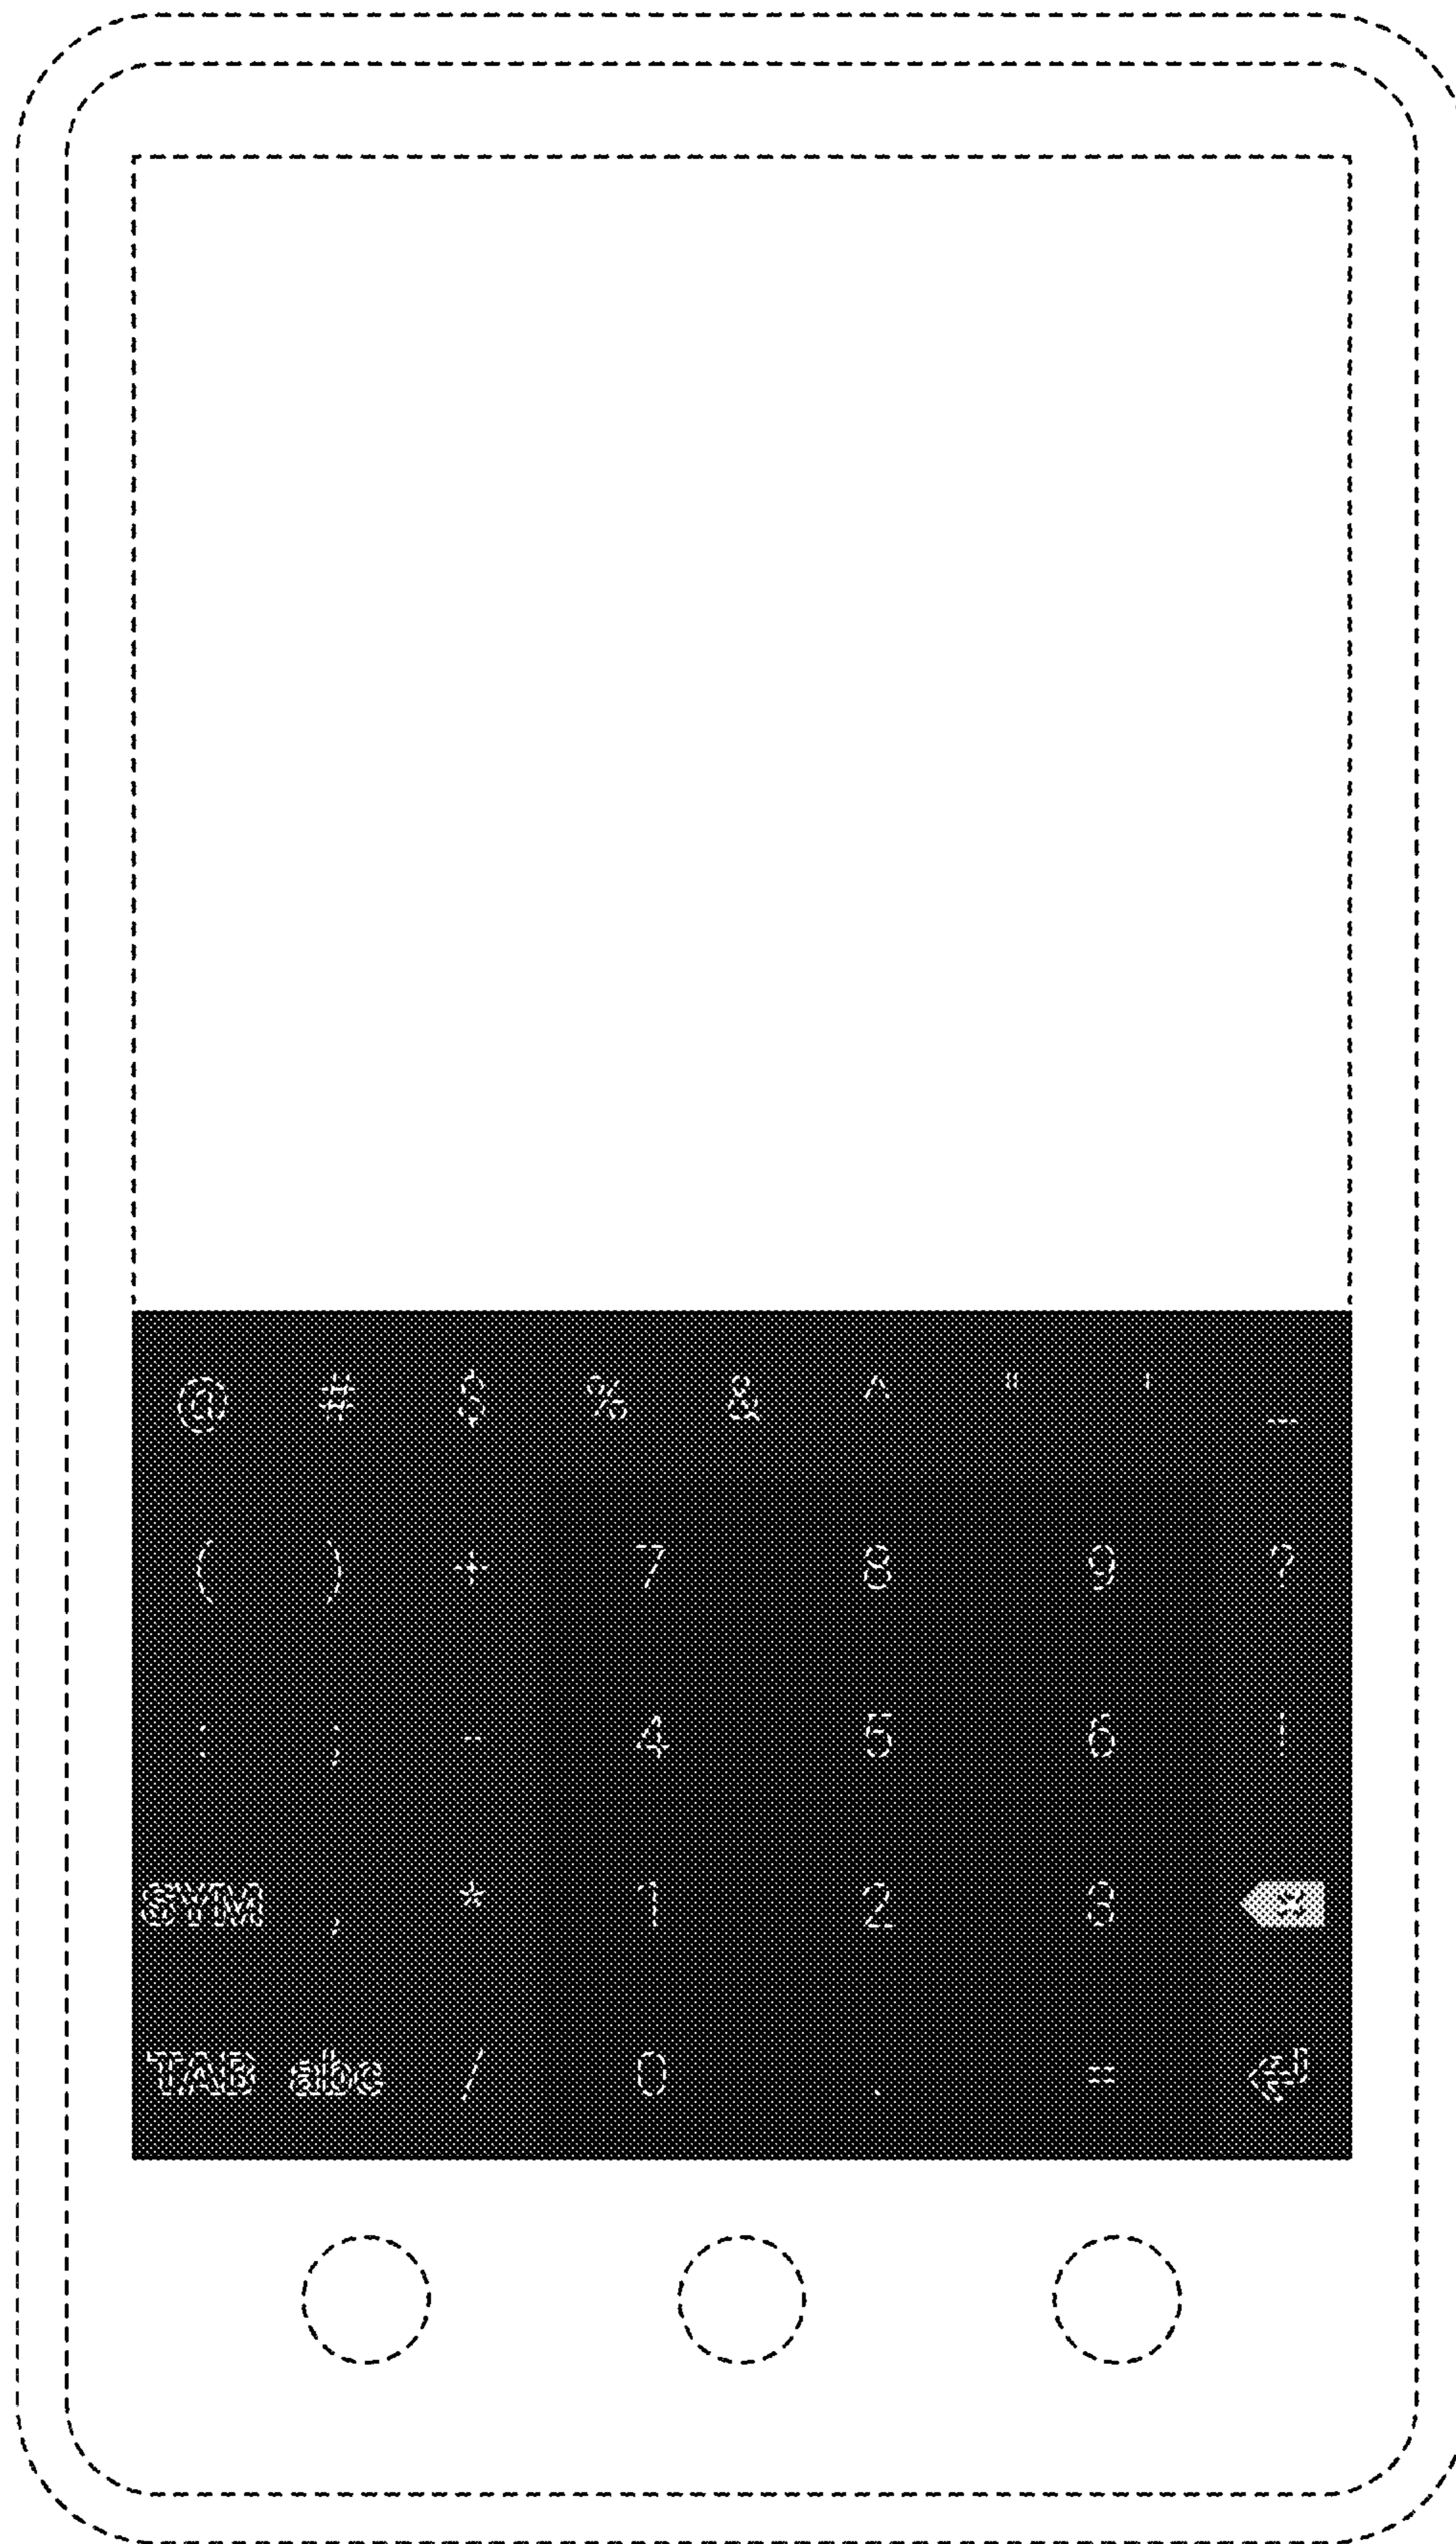 @ # $ % & ^ " ' _
( ) + 7 8 9 ?
: ; - 4 5 6 !
SYM , * 1 2 3
TAB abc / 0 . =